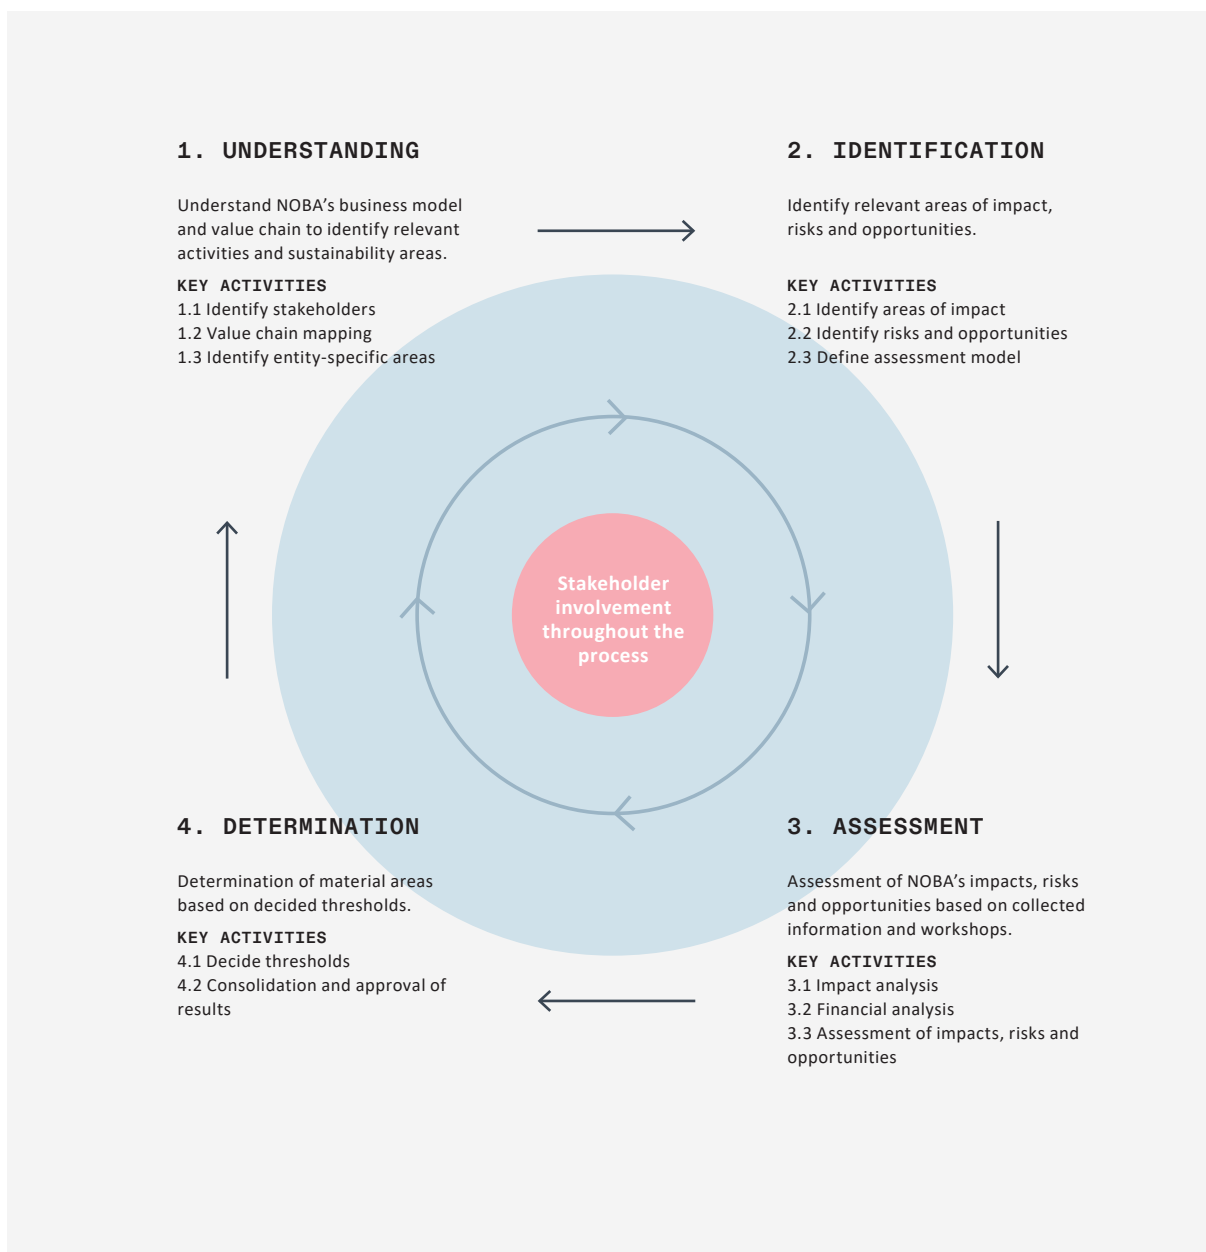 1. UNDERSTANDING
Understand NOBA’s business model
and value chain to identify relevant
activities and sustainability areas.
KEY ACTIVITIES
1.1 Identify stakeholders
1.2 Value chain mapping
1.3 Identify entity-specific areas
2. IDENTIFICATION
Identify relevant areas of impact,
risks and opportunities.
KEY ACTIVITIES
2.1 Identify areas of impact
2.2 Identify risks and opportunities
2.3 Define assessment model
Stakeholder
involvement
throughout the
process
4. DETERMINATION
Determination of material areas
based on decided thresholds.
KEY ACTIVITIES
4.1 Decide thresholds
4.2 Consolidation and approval of
results
3. ASSESSMENT
Assessment of NOBA’s impacts, risks
and opportunities based on collected
information and workshops.
KEY ACTIVITIES
3.1 Impact analysis
3.2 Financial analysis
3.3 Assessment of impacts, risks and
opportunities